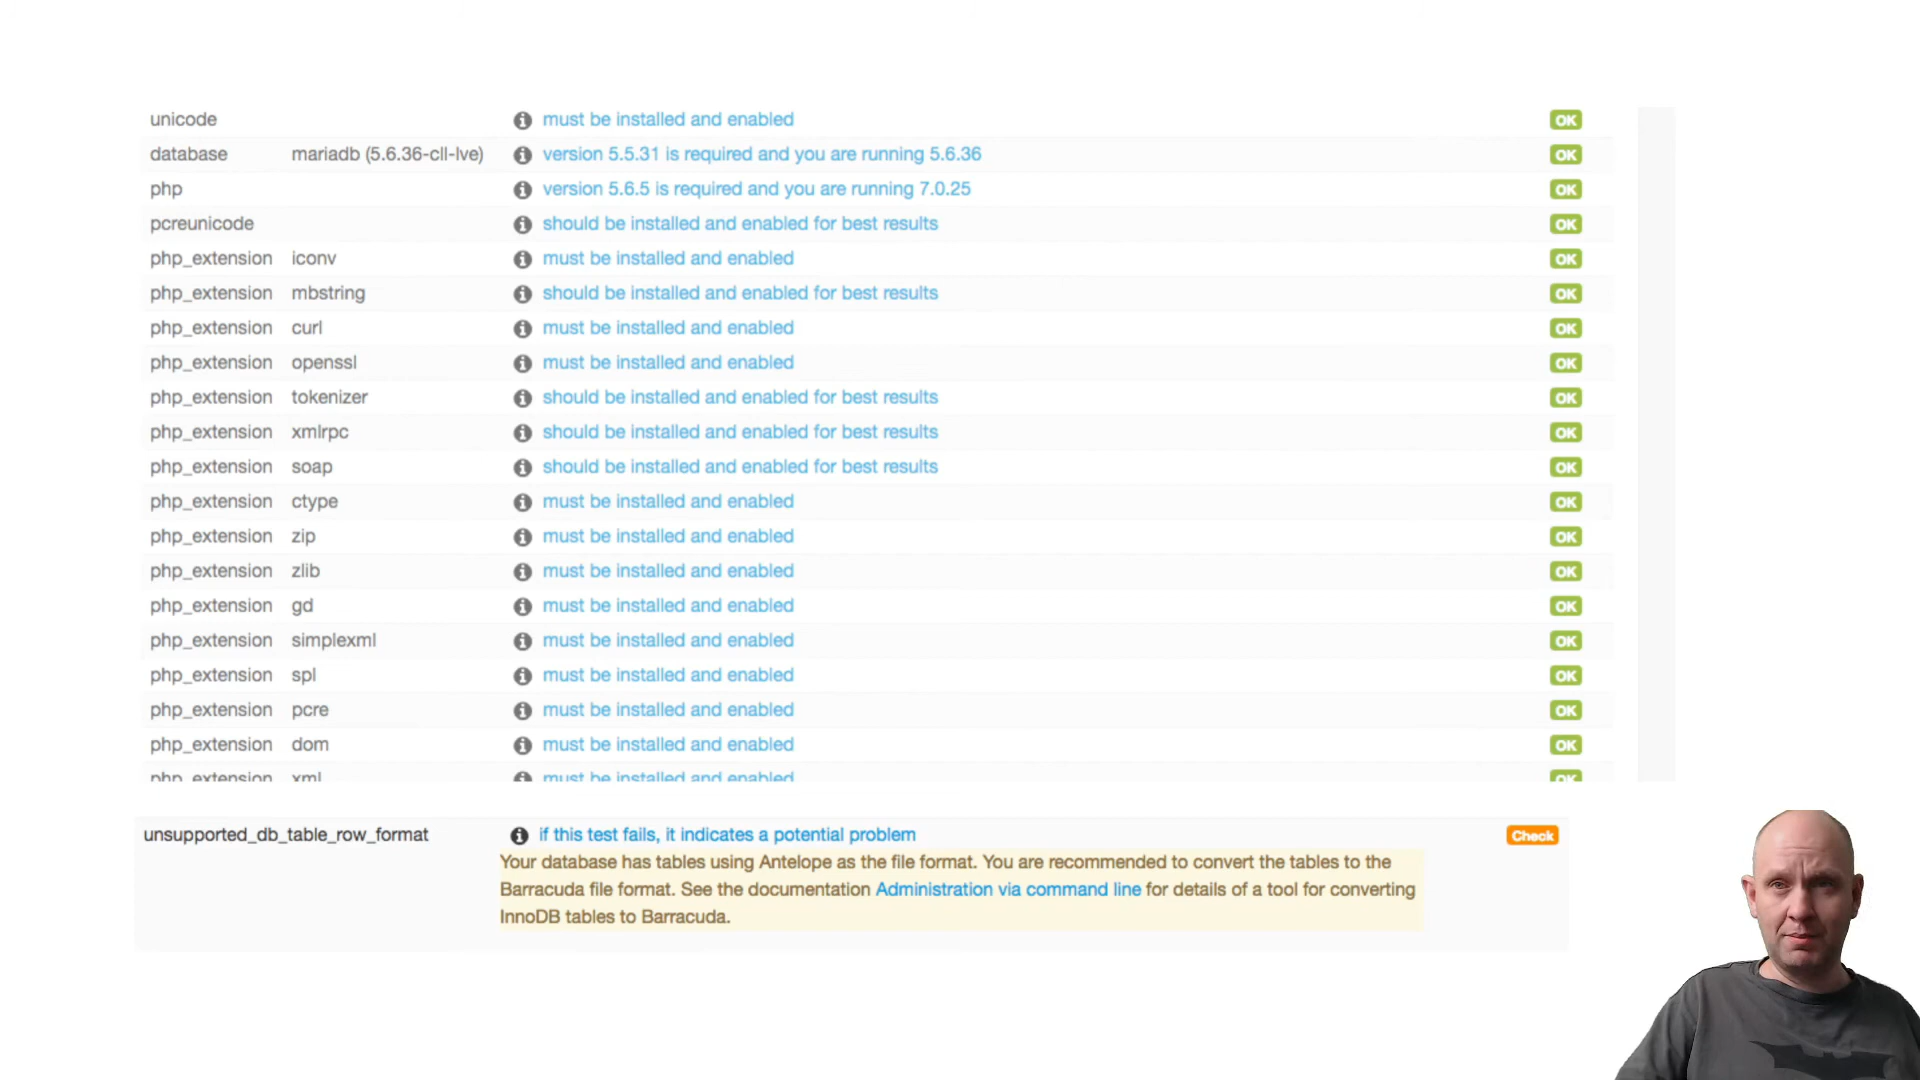 unicode must be installed and enabled OK
database mariadb (5.6.36-cll-lve) version 5.5.31 is required and you are running 5.6.36 OK
php version 5.6.5 is required and you are running 7.0.25 OK
pcreunicode should be installed and enabled for best results OK
php_extension iconv must be installed and enabled OK
php_extension mbstring should be installed and enabled for best results OK
php_extension curl must be installed and enabled OK
php_extension openssl must be installed and enabled OK
php_extension tokenizer should be installed and enabled for best results OK
php_extension xmlrpc should be installed and enabled for best results OK
php_extension soap should be installed and enabled for best results OK
php_extension ctype must be installed and enabled OK
php_extension zip must be installed and enabled OK
php_extension zlib must be installed and enabled OK
php_extension gd must be installed and enabled OK
php_extension simplexml must be installed and enabled OK
php_extension spl must be installed and enabled OK
php_extension pcre must be installed and enabled OK
php_extension dom must be installed and enabled OK
php_extension xml must be installed and enabled OK
unsupported_db_table_row_format if this test fails, it indicates a potential problem Check
Your database has tables using Antelope as the file format. You are recommended to convert the tables to the
Barracuda file format. See the documentation Administration via command line for details of a tool for converting
InnoDB tables to Barracuda.